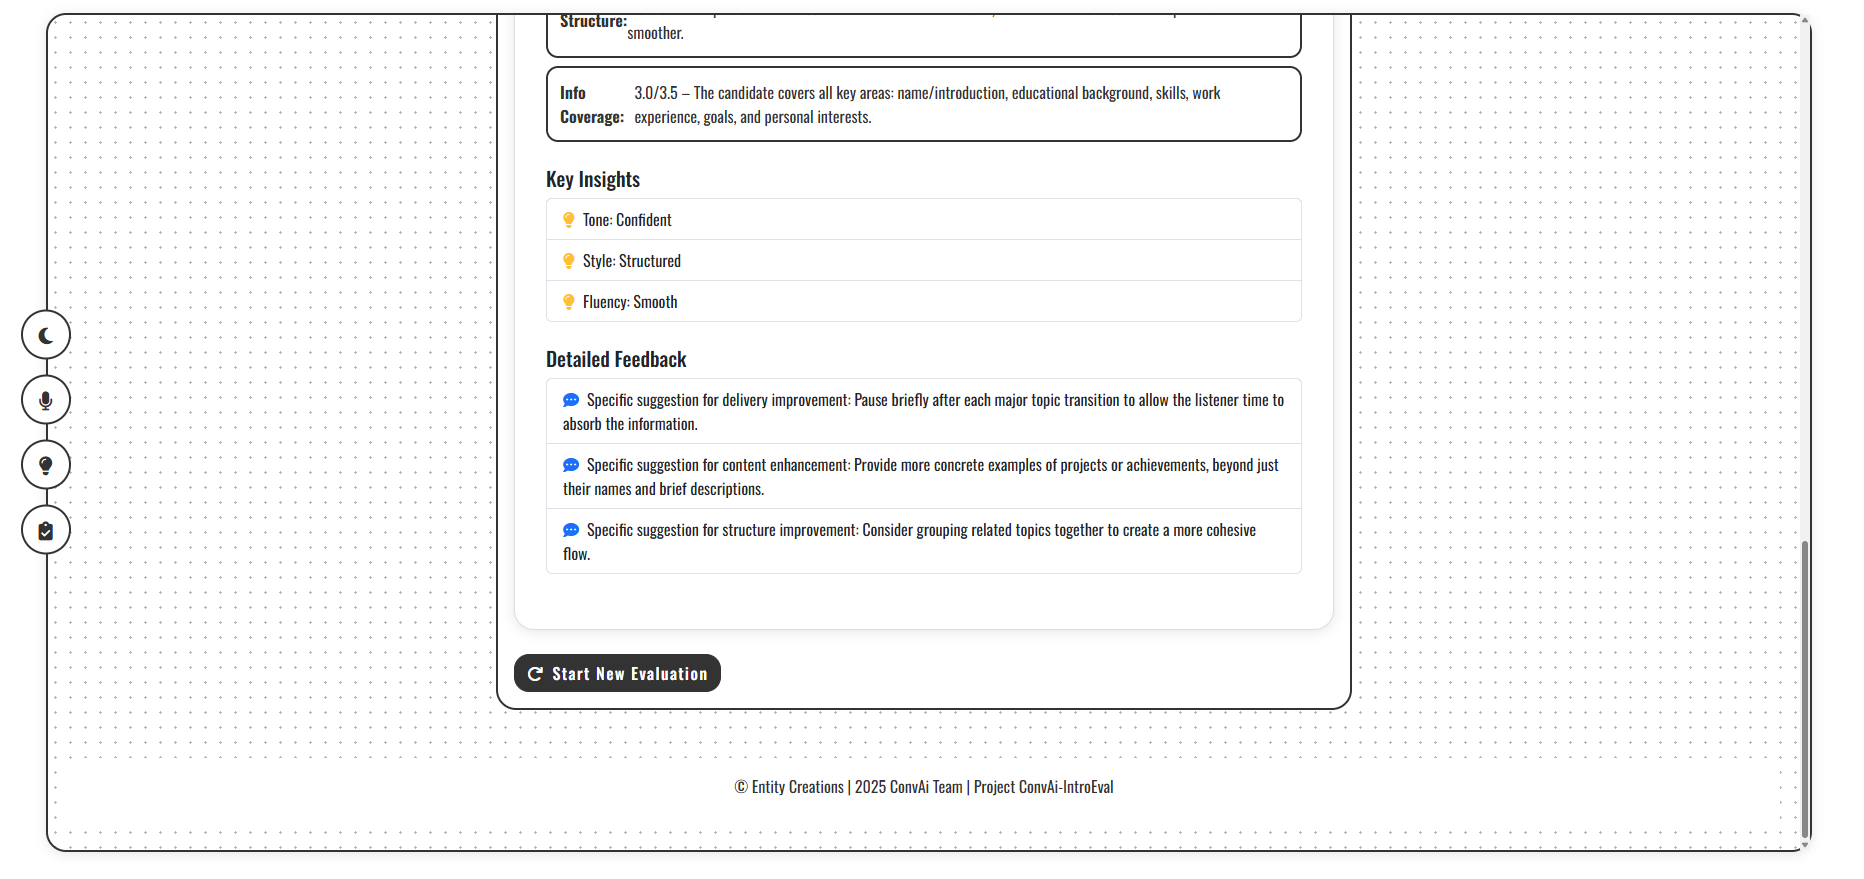 Structure:
smoother.
Info
Coverage:
3.0/3.5 – The candidate covers all key areas: name/introduction, educational background, skills, work
experience, goals, and personal interests.
Key Insights
Tone: Confident
Style: Structured
Fluency: Smooth
Detailed Feedback
Specific suggestion for delivery improvement: Pause briefly after each major topic transition to allow the listener time to
absorb the information.
Specific suggestion for content enhancement: Provide more concrete examples of projects or achievements, beyond just
their names and brief descriptions.
Specific suggestion for structure improvement: Consider grouping related topics together to create a more cohesive
flow.
Start New Evaluation
© Entity Creations | 2025 ConvAi Team | Project ConvAi-IntroEval